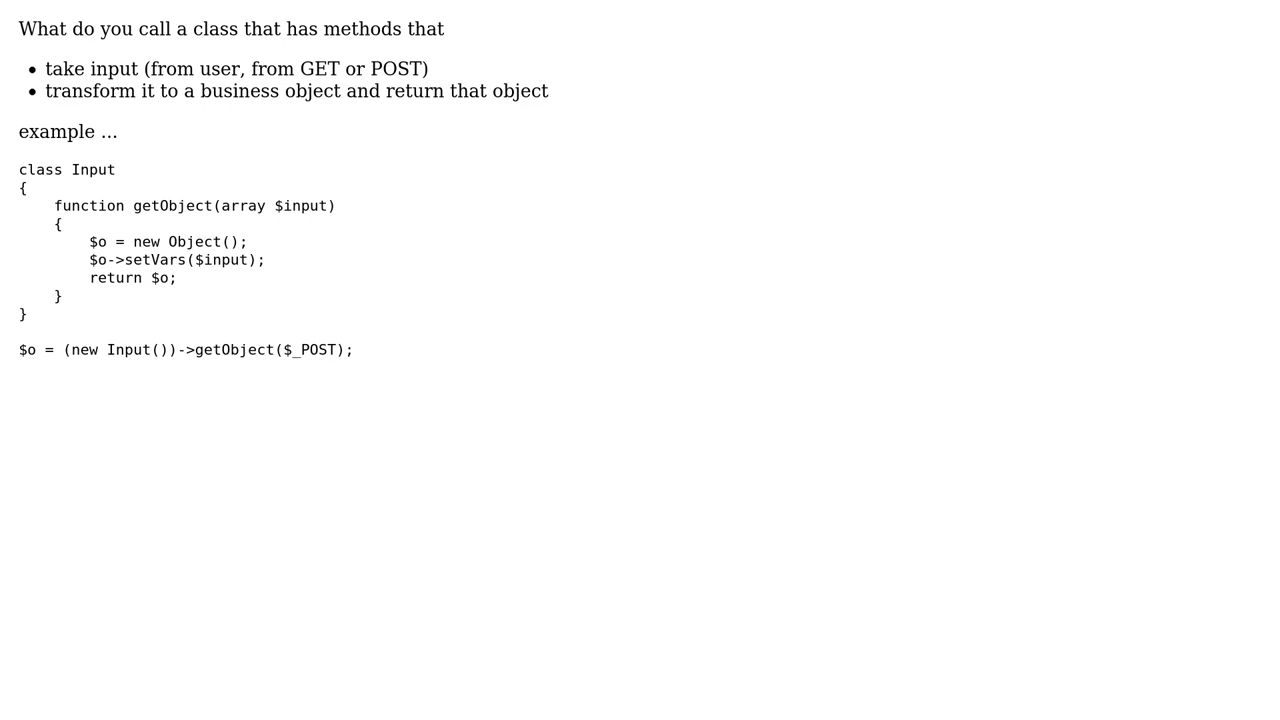 What do you call a class that has methods that
• take input (from user, from GET or POST)
• transform it to a business object and return that object
example ...
class Input
{
    function getObject(array $input)
    {
        $o = new Object();
        $o->setVars($input);
        return $o;
    }
}
$o = (new Input())->getObject($_POST);